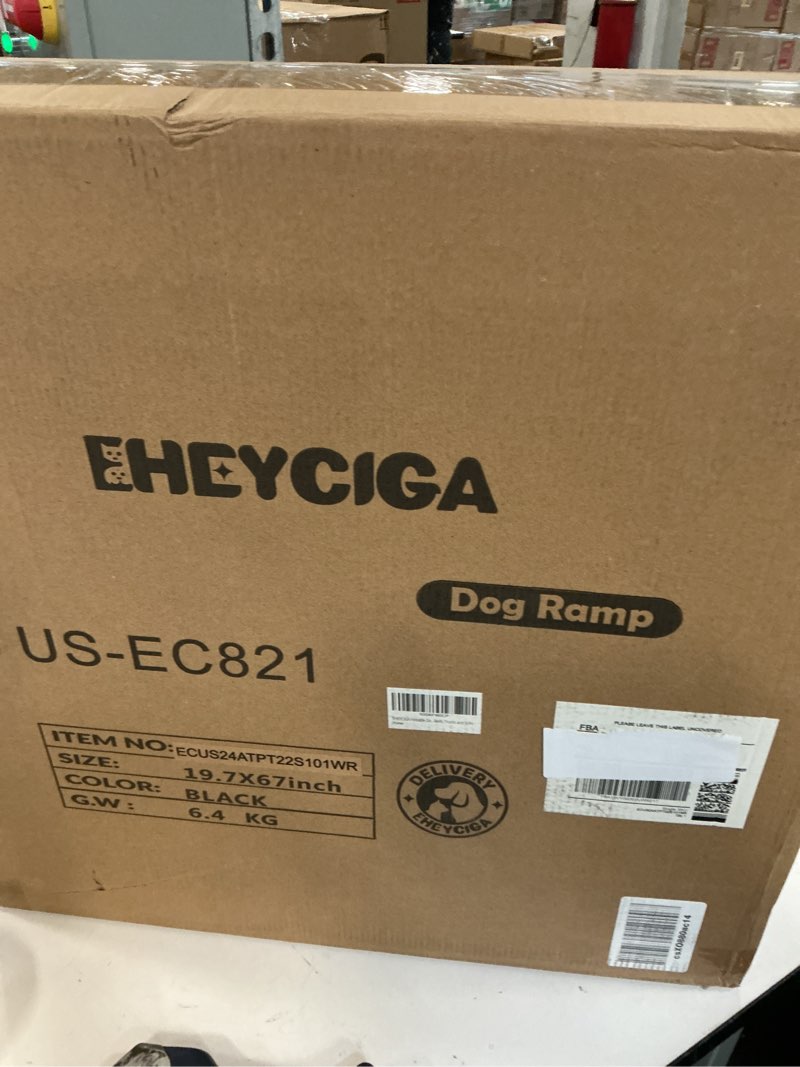 EHEYCIGA
Dog Ramp
US-EC821
ITEM NO: ECUS24ATPT22S101WR
SIZE: 19.7X67inch
COLOR: BLACK
G.W : 6.4 KG
DELIVERY
EHEYCIGA
FBA
PLEASE LEAVE THIS LABEL UNCOVERED